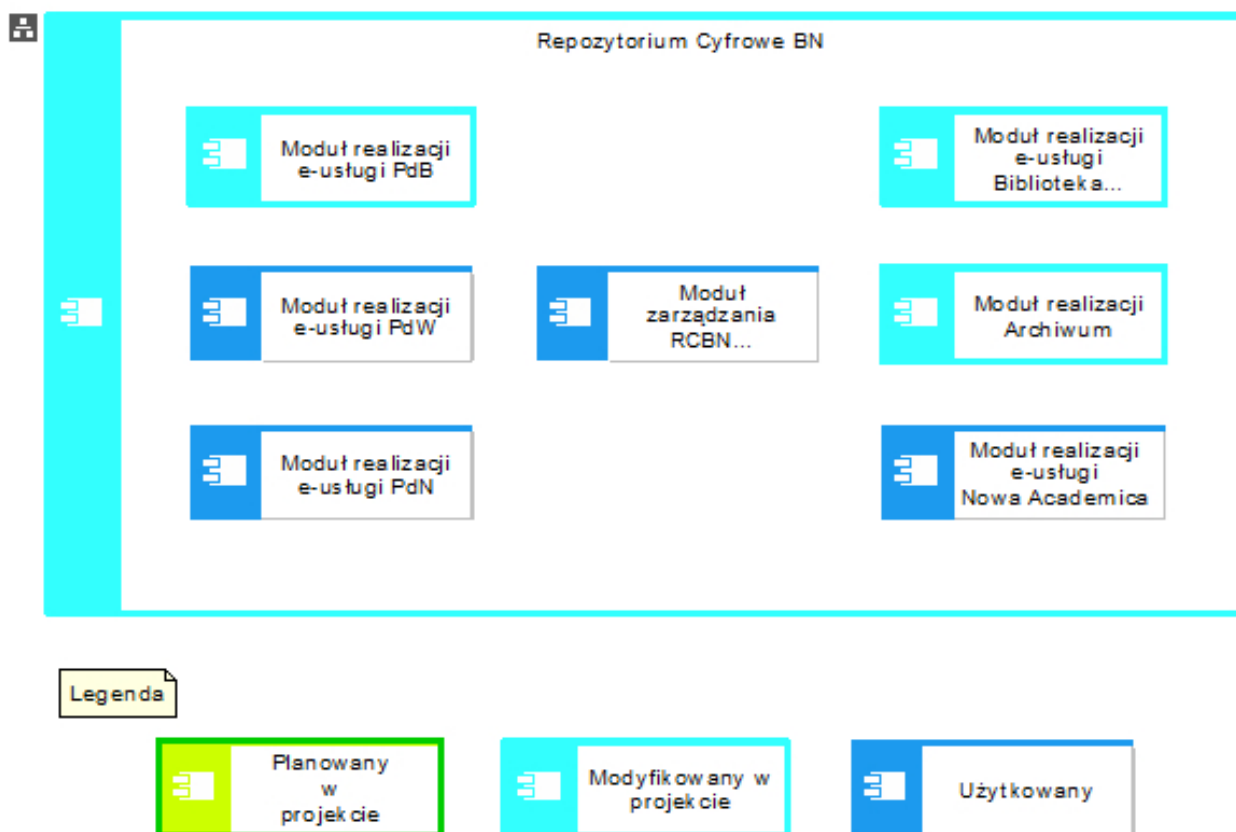 Repozytorium Cyfrowe BN
Moduł realizacji
e-usługi PdB
Moduł realizacji
e-usługi
Biblioteka...
Moduł realizacji
e-usługi PdW
Moduł
zarządzania
RCBN...
Moduł realizacji
Archiwum
Moduł realizacji
e-usługi PdN
Moduł realizacji
e-usługi
Nowa Academica
Legenda
Planowany
w
projekcie
Modyfikowany w
projekcie
Użytkowany